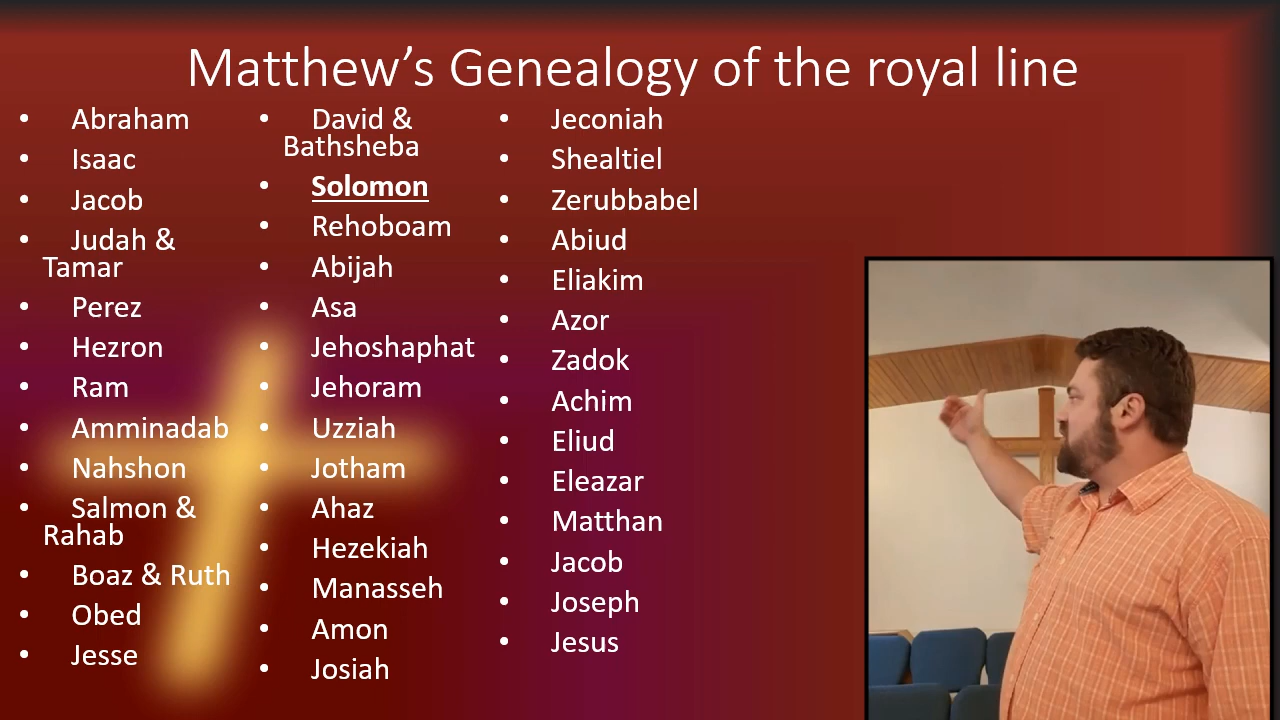 Matthew’s Genealogy of the royal line
• Abraham
• Isaac
• Jacob
• Judah &
Tamar
• Perez
• Hezron
• Ram
• Amminadab
• Nahshon
• Salmon &
Rahab
• Boaz & Ruth
• Obed
• Jesse
• David &
Bathsheba
• Solomon
• Rehoboam
• Abijah
• Asa
• Jehoshaphat
• Jehoram
• Uzziah
• Jotham
• Ahaz
• Hezekiah
• Manasseh
• Amon
• Josiah
• Jeconiah
• Shealtiel
• Zerubbabel
• Abiud
• Eliakim
• Azor
• Zadok
• Achim
• Eliud
• Eleazar
• Matthan
• Jacob
• Joseph
• Jesus